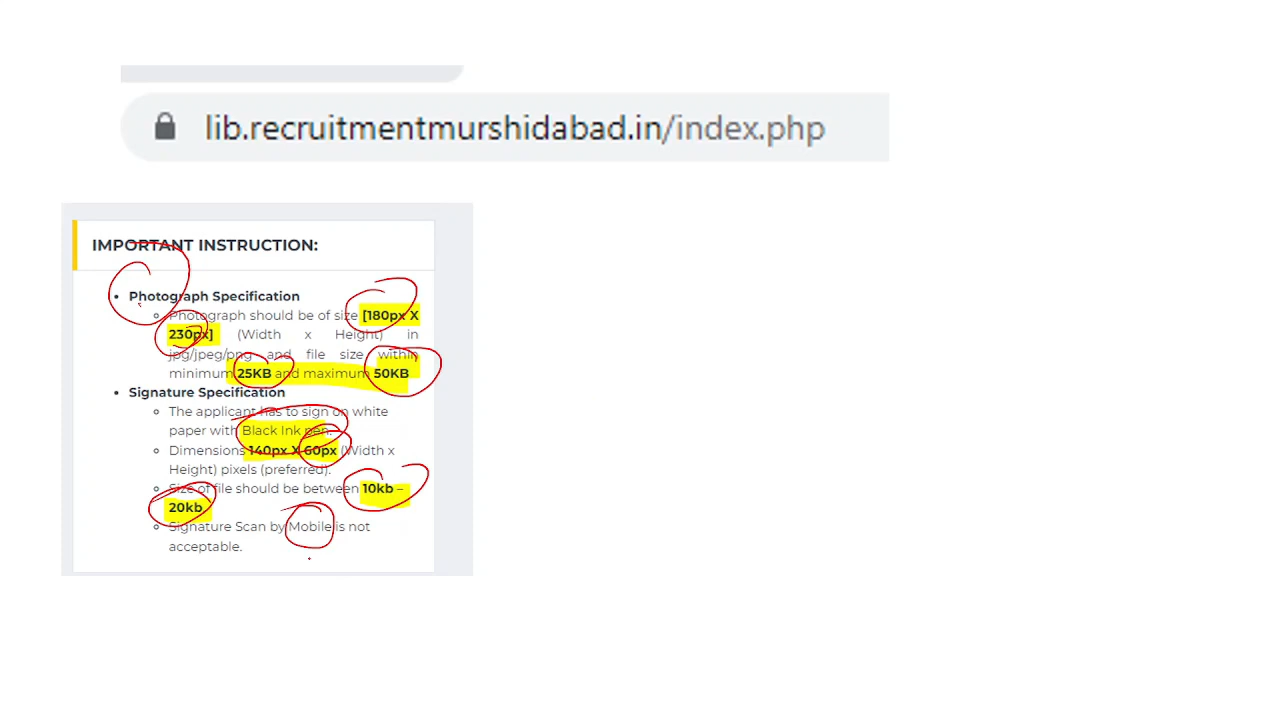 lib.recruitmentmurshidabad.in/index.php
IMPORTANT INSTRUCTION:
• Photograph Specification
Photograph should be of size [180px X
230px] (Width x Height) in
jpg/jpeg/png and file size within
minimum 25KB and maximum 50KB
• Signature Specification
The applicant has to sign on white
paper with Black Ink pen.
Dimensions 140px X 60px (Width x
Height) pixels (preferred).
Size of file should be between 10kb –
20kb
Signature Scan by Mobile is not
acceptable.